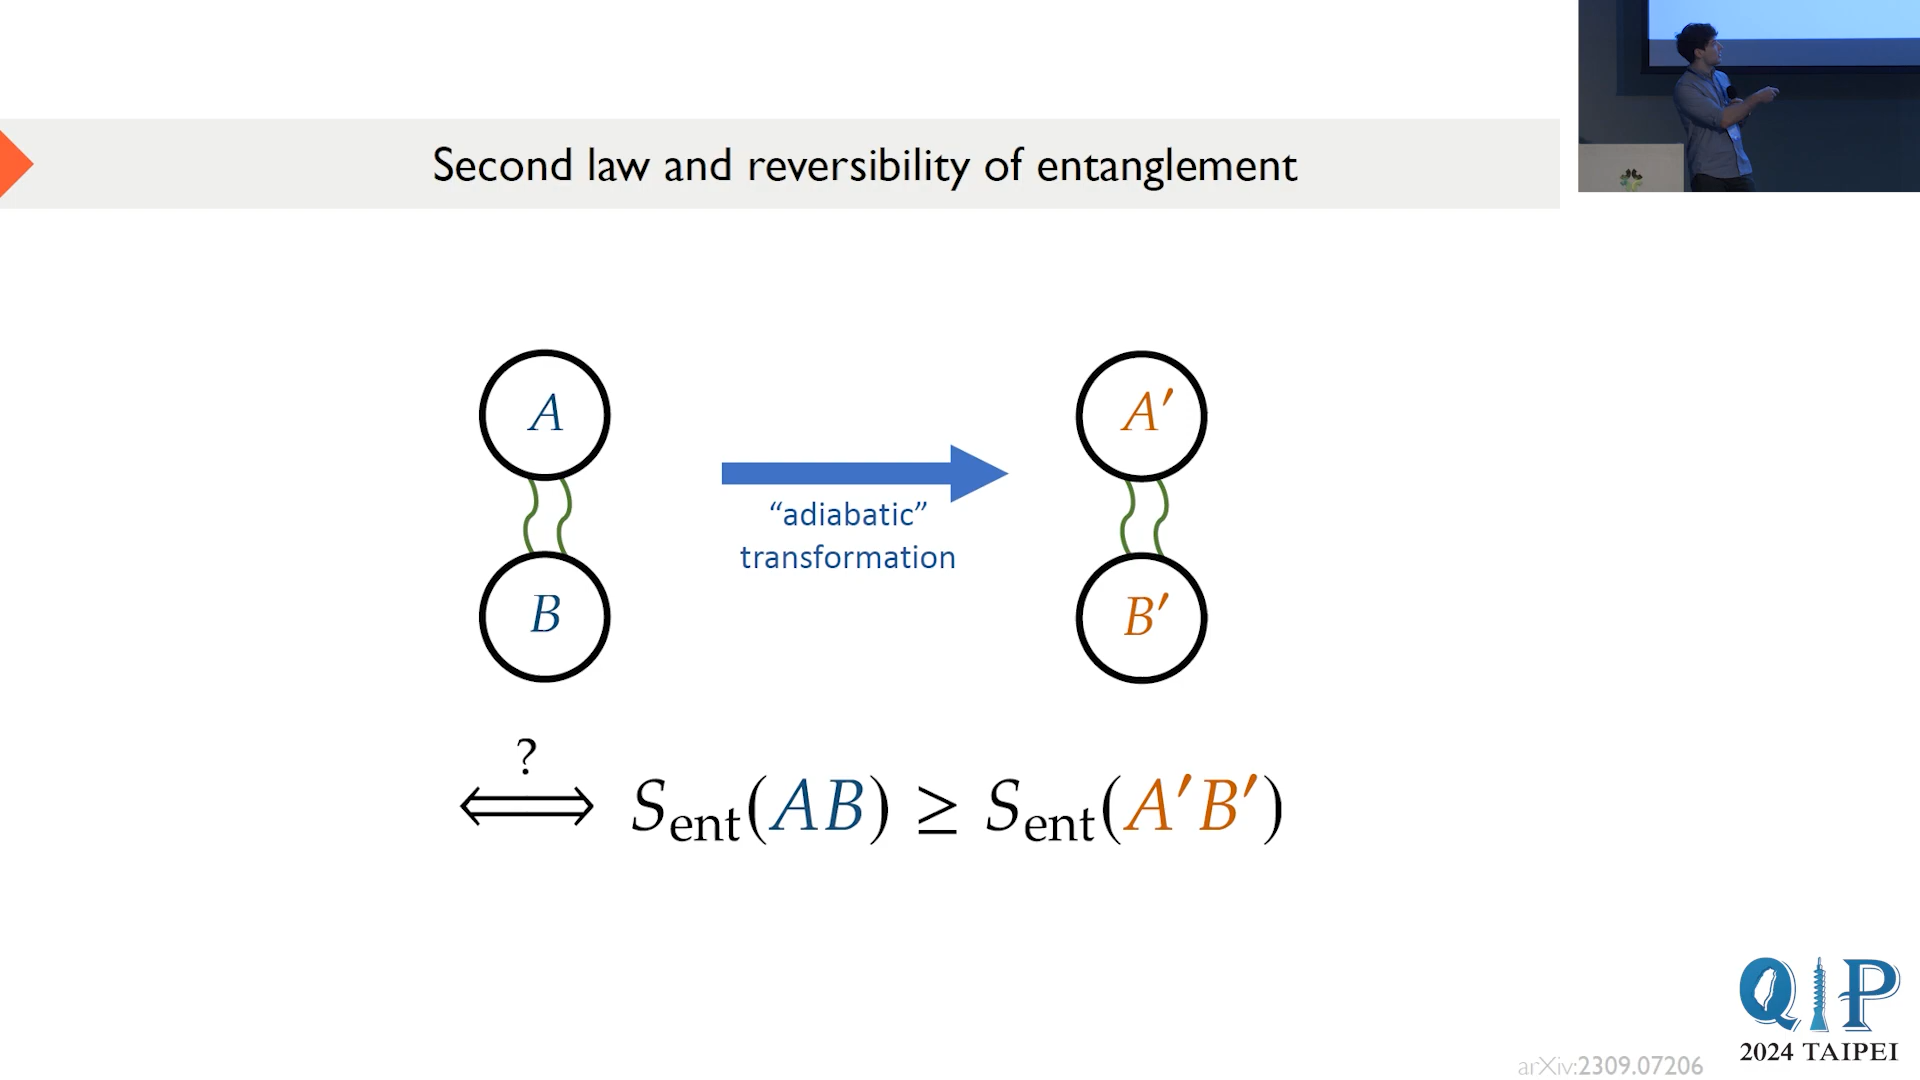 Second law and reversibility of entanglement
A
A′
“adiabatic”
transformation
B
B′
?
⟺ S_ent(AB) ≥ S_ent(A′B′)
QIP
2024 TAIPEI
arXiv:2309.07206